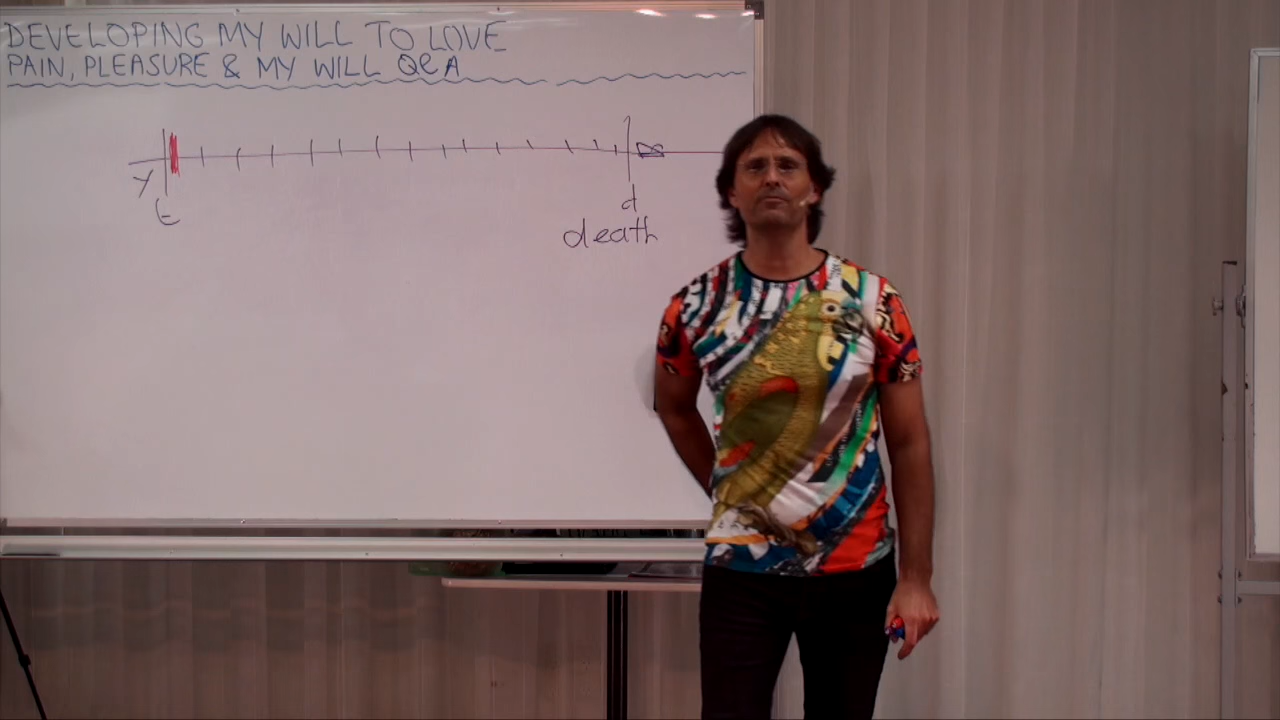 DEVELOPING MY WILL TO LOVE
PAIN, PLEASURE & MY WILL Q&A
y
t
d
death